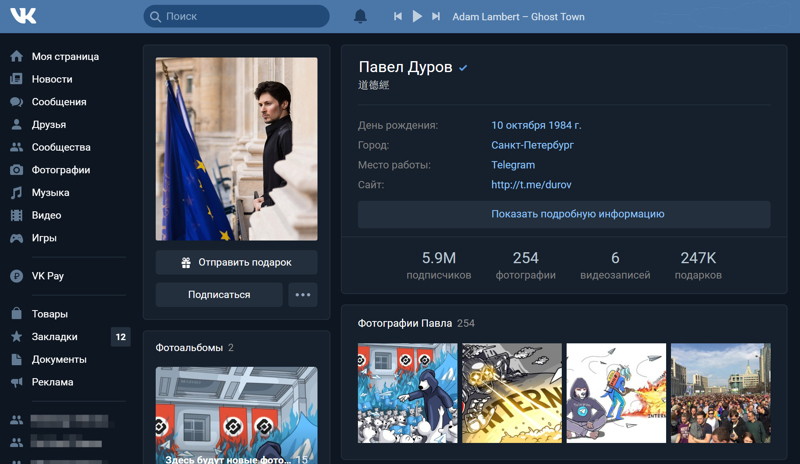 VK
Поиск
Adam Lambert – Ghost Town
Моя страница
Новости
Сообщения
Друзья
Сообщества
Фотографии
Музыка
Видео
Игры
VK Pay
Товары
Закладки 12
Документы
Реклама
Отправить подарок
Подписаться
Фотоальбомы 2
Здесь будут новые фото... 15
Павел Дуров
道德經
День рождения: 10 октября 1984 г.
Город: Санкт-Петербург
Место работы: Telegram
Сайт: http://t.me/durov
Показать подробную информацию
5.9M 254 6 247K
подписчиков фотографии видеозаписей подарков
Фотографии Павла 254
INTERN